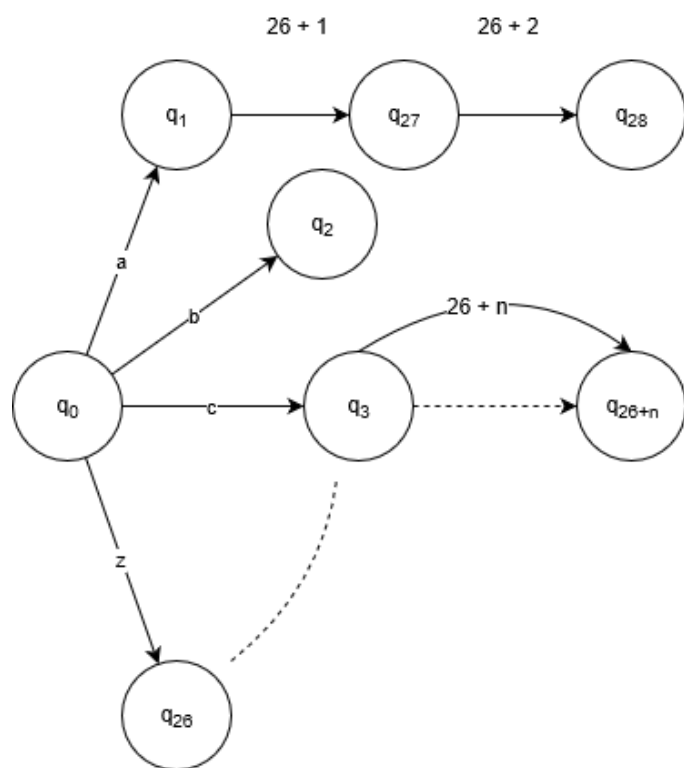 26 + 1
26 + 2
q₁
q₂₇
q₂₈
q₂
a
b
26 + n
q₀
c
q₃
q₂₆₊ₙ
z
q₂₆